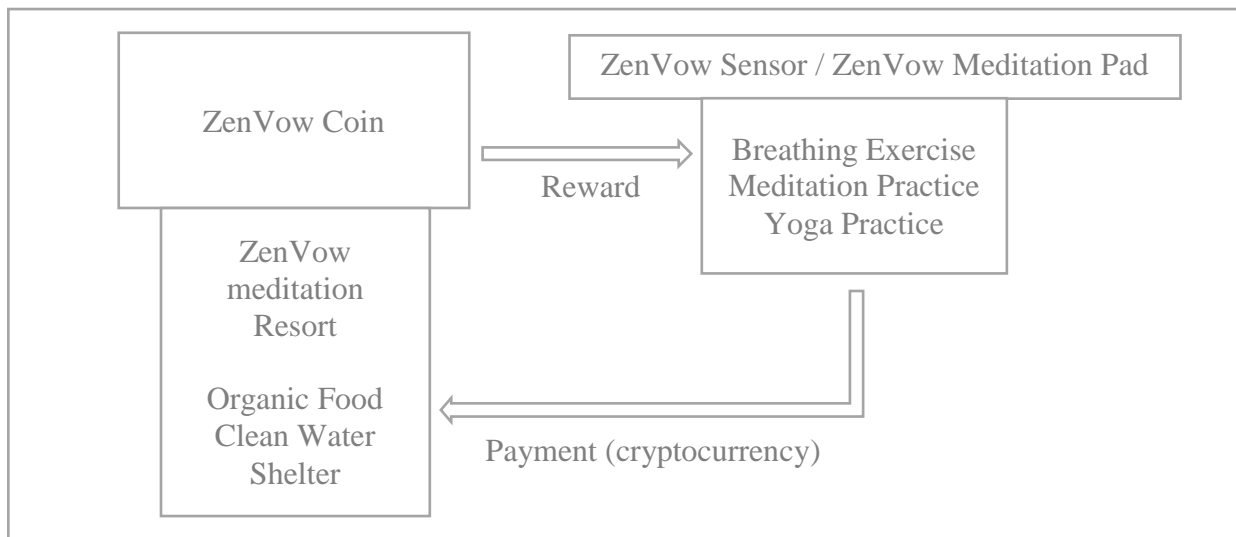 ZenVow Coin
ZenVow
meditation
Resort
Organic Food
Clean Water
Shelter
Reward
Payment (cryptocurrency)
ZenVow Sensor / ZenVow Meditation Pad
Breathing Exercise
Meditation Practice
Yoga Practice